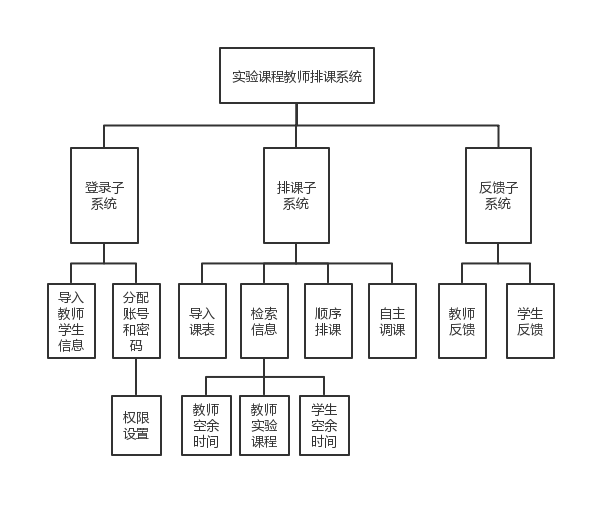 实验课程教师排课系统
登录子
系统
排课子
系统
反馈子
系统
导入
教师
学生
信息
分配
账号
和密
码
导入
课表
检索
信息
顺序
排课
自主
调课
教师
反馈
学生
反馈
权限
设置
教师
空余
时间
教师
实验
课程
学生
空余
时间